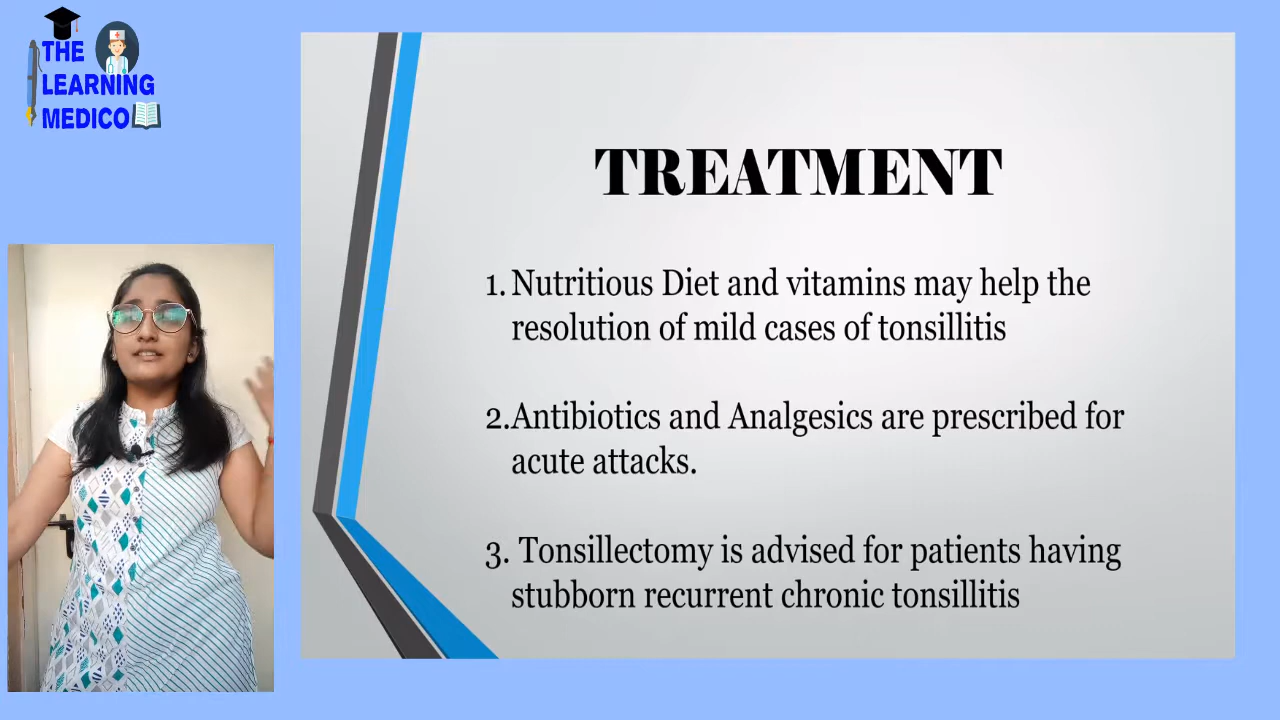 THE
LEARNING
MEDICO
TREATMENT
1. Nutritious Diet and vitamins may help the
resolution of mild cases of tonsillitis
2.Antibiotics and Analgesics are prescribed for
acute attacks.
3. Tonsillectomy is advised for patients having
stubborn recurrent chronic tonsillitis